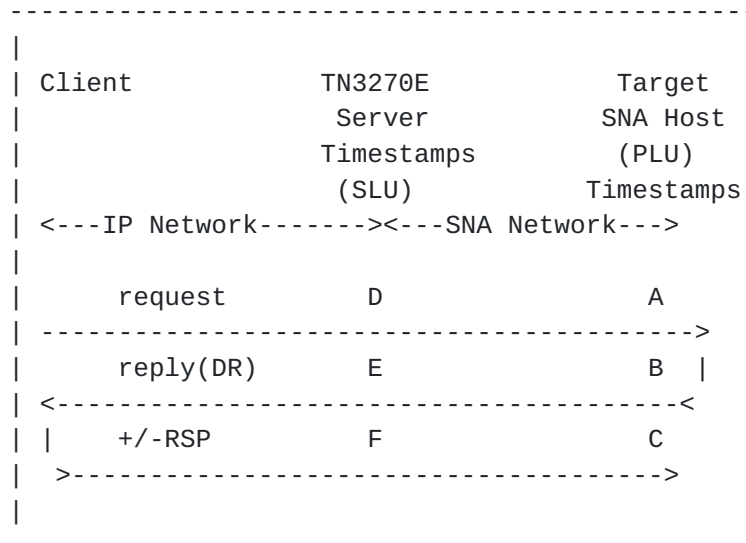 ------------------------------------------------
|
| Client            TN3270E            Target
|                    Server           SNA Host
|                   Timestamps         (PLU)
|                    (SLU)           Timestamps
| <---IP Network-------><---SNA Network--->
|
|      request         D                 A
| ------------------------------------------>
|      reply(DR)       E                 B  |
| <----------------------------------------<
| |    +/-RSP          F                 C
|  >-------------------------------------->
|